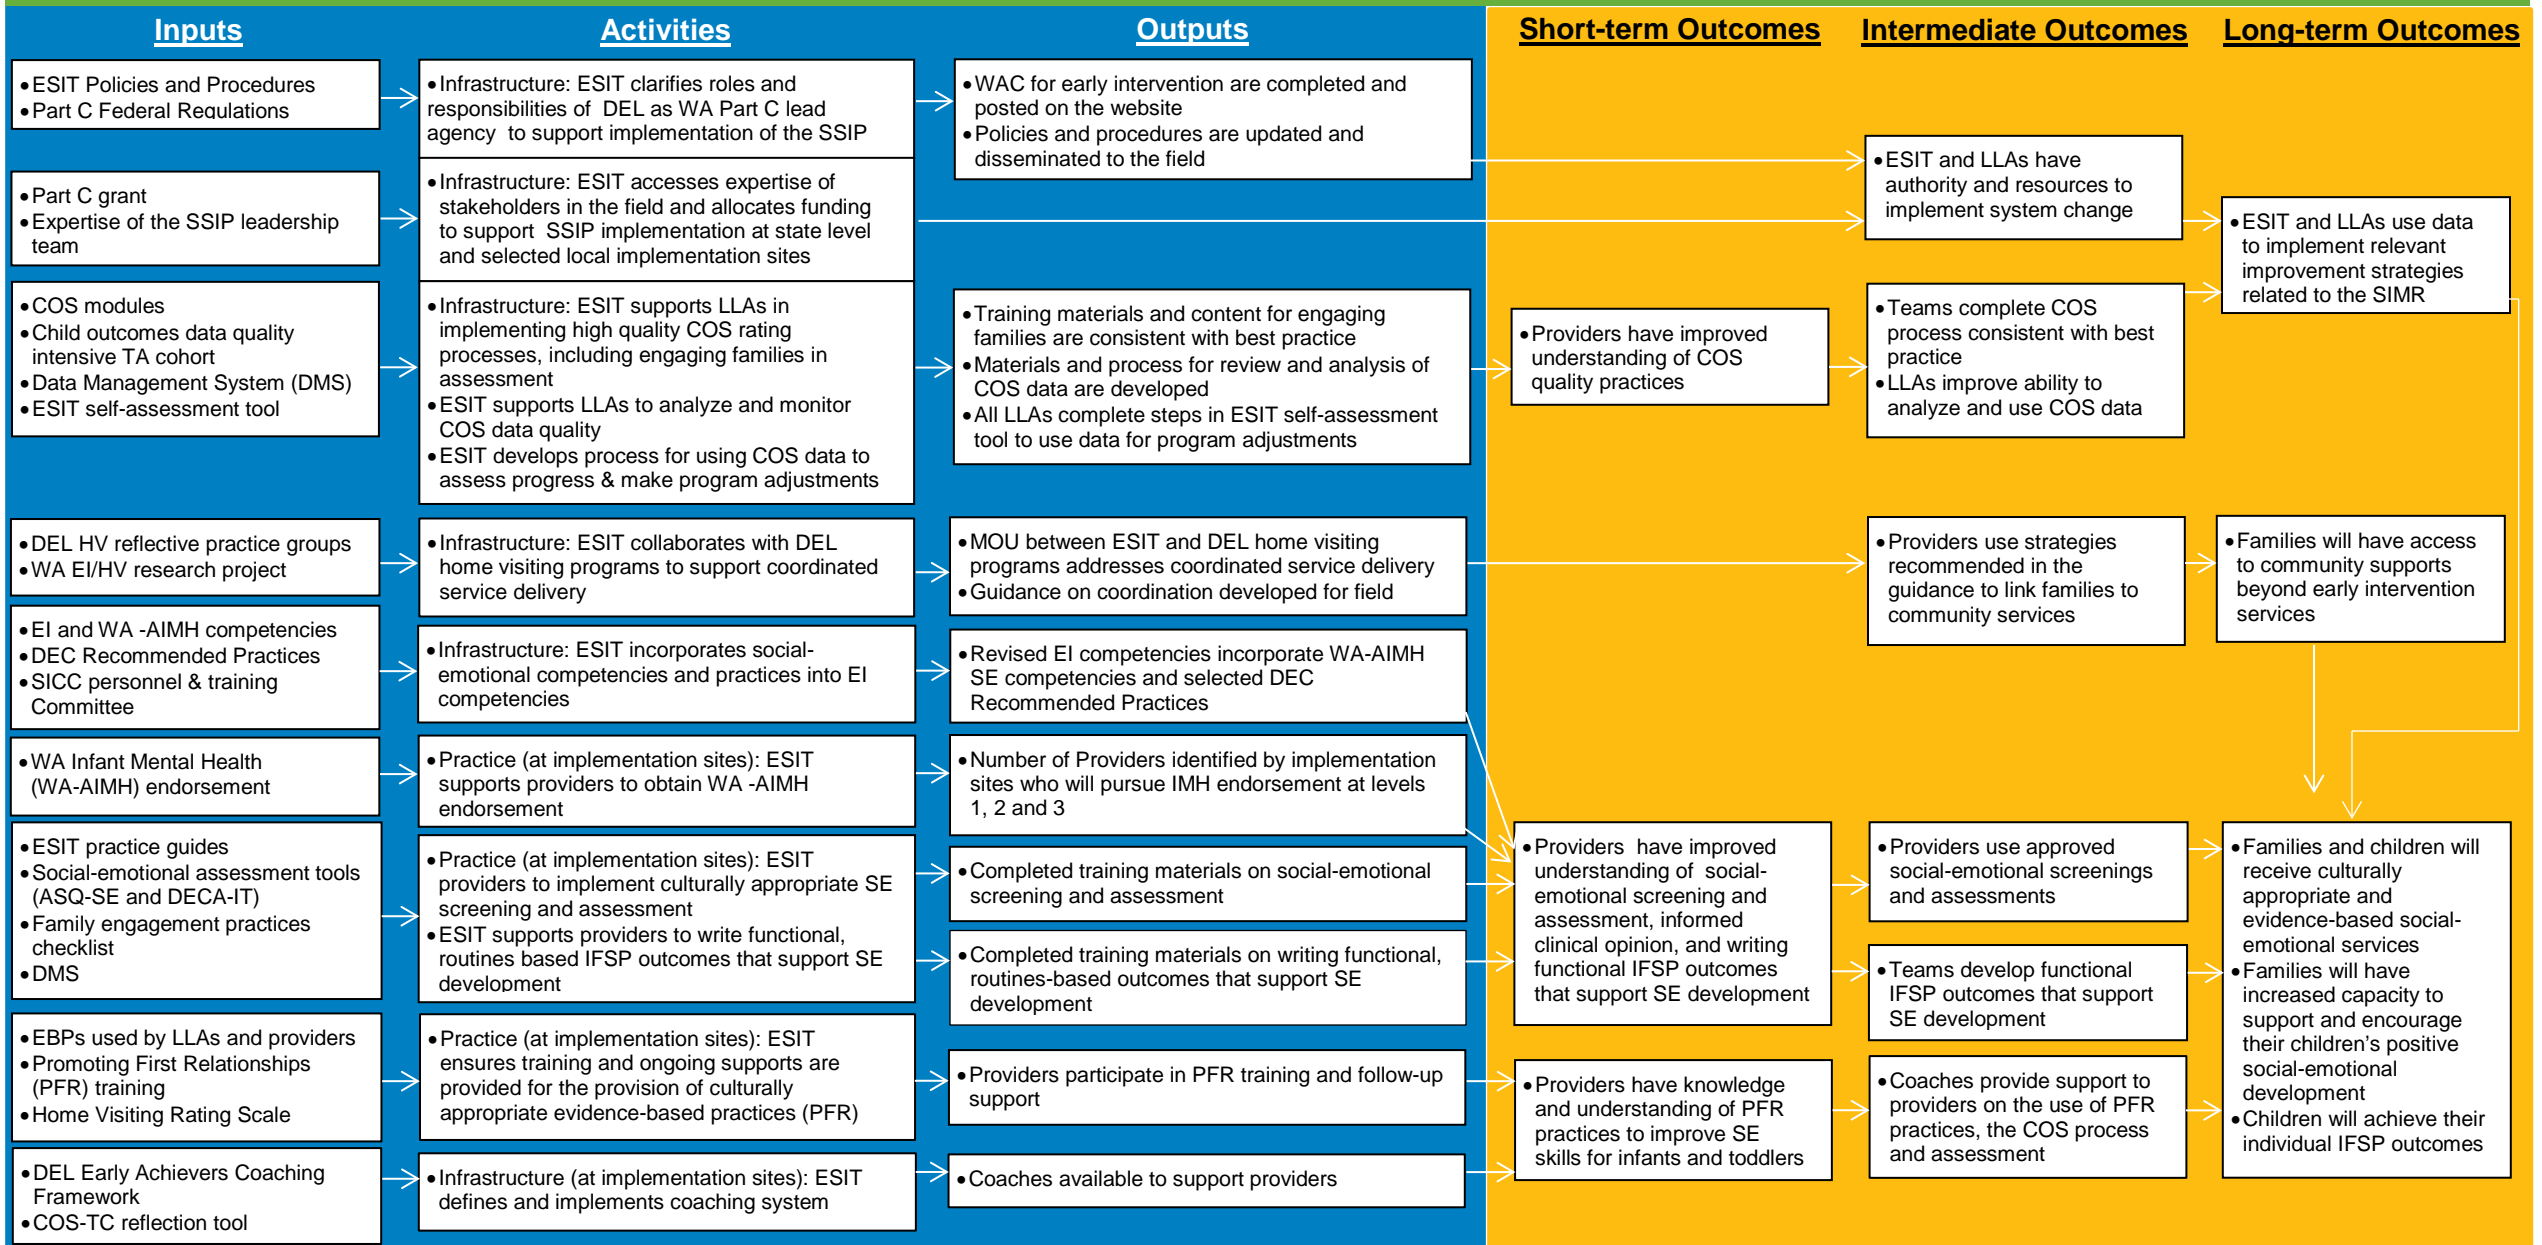 Inputs
Activities
Outputs
Short-term Outcomes
Intermediate Outcomes
Long-term Outcomes
•ESIT Policies and Procedures
•Part C Federal Regulations
•Part C grant
•Expertise of the SSIP leadership
team
•COS modules
•Child outcomes data quality
intensive TA cohort
•Data Management System (DMS)
•ESIT self-assessment tool
•DEL HV reflective practice groups
•WA EI/HV research project
•EI and WA -AIMH competencies
•DEC Recommended Practices
•SICC personnel & training
Committee
•WA Infant Mental Health
(WA-AIMH) endorsement
•ESIT practice guides
•Social-emotional assessment tools
(ASQ-SE and DECA-IT)
•Family engagement practices
checklist
•DMS
•EBPs used by LLAs and providers
•Promoting First Relationships
(PFR) training
•Home Visiting Rating Scale
•DEL Early Achievers Coaching
Framework
•COS-TC reflection tool
•Infrastructure: ESIT clarifies roles and
responsibilities of DEL as WA Part C lead
agency to support implementation of the SSIP
•Infrastructure: ESIT accesses expertise of
stakeholders in the field and allocates funding
to support SSIP implementation at state level
and selected local implementation sites
•Infrastructure: ESIT supports LLAs in
implementing high quality COS rating
processes, including engaging families in
assessment
•ESIT supports LLAs to analyze and monitor
COS data quality
•ESIT develops process for using COS data to
assess progress & make program adjustments
•Infrastructure: ESIT collaborates with DEL
home visiting programs to support coordinated
service delivery
•Infrastructure: ESIT incorporates social-
emotional competencies and practices into EI
competencies
•Practice (at implementation sites): ESIT
supports providers to obtain WA -AIMH
endorsement
•Practice (at implementation sites): ESIT
providers to implement culturally appropriate SE
screening and assessment
•ESIT supports providers to write functional,
routines based IFSP outcomes that support SE
development
•Practice (at implementation sites): ESIT
ensures training and ongoing supports are
provided for the provision of culturally
appropriate evidence-based practices (PFR)
•Infrastructure (at implementation sites): ESIT
defines and implements coaching system
•WAC for early intervention are completed and
posted on the website
•Policies and procedures are updated and
disseminated to the field
•Training materials and content for engaging
families are consistent with best practice
•Materials and process for review and analysis of
COS data are developed
•All LLAs complete steps in ESIT self-assessment
tool to use data for program adjustments
•MOU between ESIT and DEL home visiting
programs addresses coordinated service delivery
•Guidance on coordination developed for field
•Revised EI competencies incorporate WA-AIMH
SE competencies and selected DEC
Recommended Practices
•Number of Providers identified by implementation
sites who will pursue IMH endorsement at levels
1, 2 and 3
•Completed training materials on social-emotional
screening and assessment
•Completed training materials on writing functional,
routines-based outcomes that support SE
development
•Providers participate in PFR training and follow-up
support
•Coaches available to support providers
•Providers have improved
understanding of COS
quality practices
•Providers have improved
understanding of social-
emotional screening and
assessment, informed
clinical opinion, and writing
functional IFSP outcomes
that support SE development
•Providers have knowledge
and understanding of PFR
practices to improve SE
skills for infants and toddlers
•ESIT and LLAs have
authority and resources to
implement system change
•Teams complete COS
process consistent with best
practice
•LLAs improve ability to
analyze and use COS data
•Providers use strategies
recommended in the
guidance to link families to
community services
•Providers use approved
social-emotional screenings
and assessments
•Teams develop functional
IFSP outcomes that support
SE development
•Coaches provide support to
providers on the use of PFR
practices, the COS process
and assessment
•ESIT and LLAs use data
to implement relevant
improvement strategies
related to the SIMR
•Families will have access
to community supports
beyond early intervention
services
•Families and children will
receive culturally
appropriate and
evidence-based social-
emotional services
•Families will have
increased capacity to
support and encourage
their children's positive
social-emotional
development
•Children will achieve their
individual IFSP outcomes